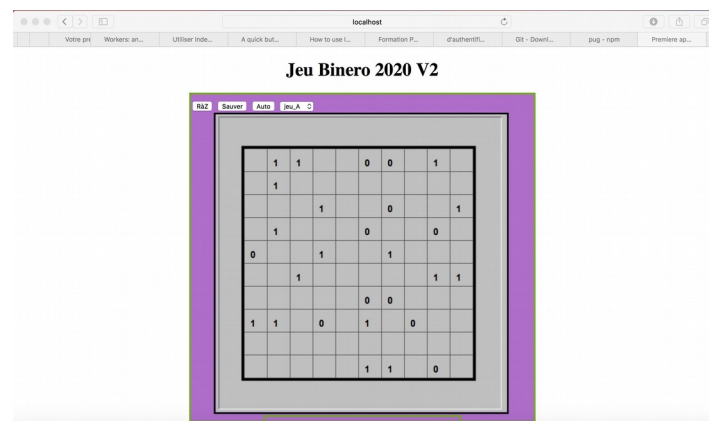 localhost
Votre pré Workers: an... Utiliser Inde... A quick but... How to use I... Formation P... d'authentifi... Git - Downl... pug - npm Premiere ap...
Jeu Binero 2020 V2
RàZ Sauver Auto jeu_A
1 1 0 0 1
1
1 0 1
1 0 0
0 1 1
1 1 1
0 0
1 1 0 1 0
1 1 0